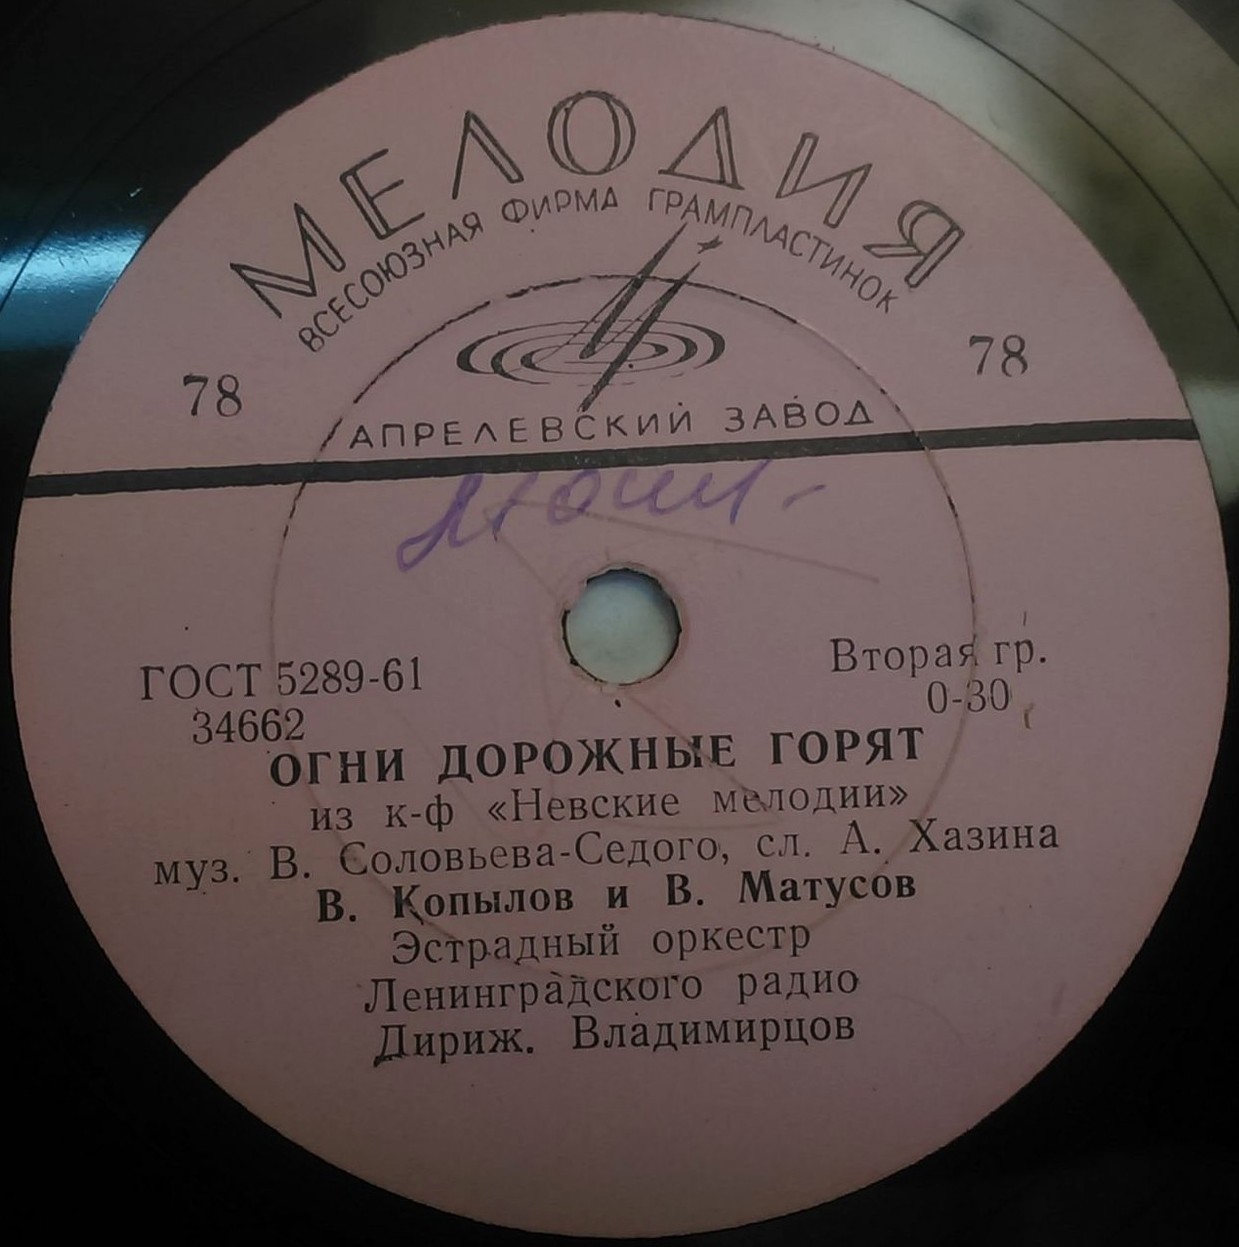 МЕЛОДИЯ
ВСЕСОЮЗНАЯ ФИРМА ГРАМПЛАСТИНОК
78 78
АПРЕЛЕВСКИЙ ЗАВОД
ГОСТ 5289-61 Вторая гр.
34662 0-30
ОГНИ ДОРОЖНЫЕ ГОРЯТ
из к-ф «Невские мелодии»
муз. В. Соловьева-Седого, сл. А. Хазина
В. Копылов и В. Матусов
Эстрадный оркестр
Ленинградского радио
Дириж. Владимирцов